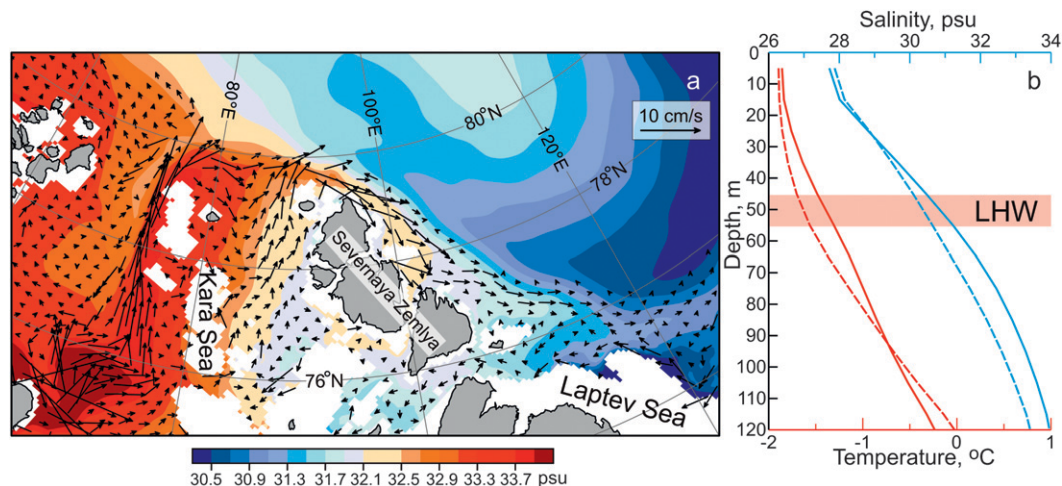 a
80°E
100°E
120°E
80°N
78°N
76°N
10 cm/s
Severnaya Zemlya
Kara Sea
Laptev Sea
30.5 30.9 31.3 31.7 32.1 32.5 32.9 33.3 33.7 psu
Salinity, psu
26 28 30 32 34
b
0
10
20
30
40
50
60
70
80
90
100
110
120
Depth, m
LHW
-2 -1 0 1
Temperature, °C